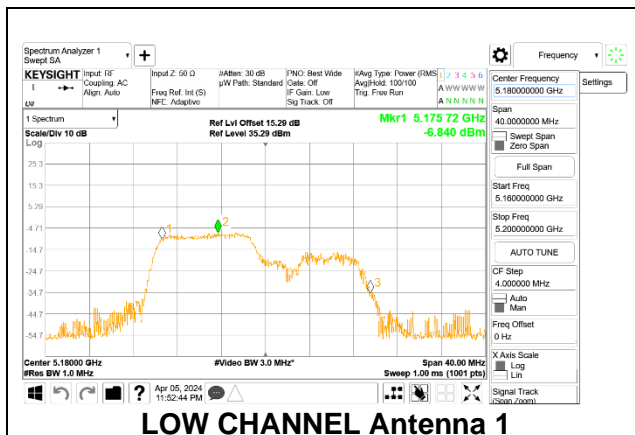 Spectrum Analyzer 1
Swept SA
Frequency
KEYSIGHT
Input: RF
Coupling: AC
Align: Auto
Input Z: 50 Ω
Freq Ref: Int (S)
NFE: Adaptive
#Atten: 30 dB
µW Path: Standard
PNO: Best Wide
Gate: Off
IF Gain: Low
Sig Track: Off
#Avg Type: Power (RMS
Avg|Hold: 100/100
Trig: Free Run
1 2 3 4 5 6
A W W W W W
A N N N N N
1 Spectrum
Scale/Div 10 dB
Log
Ref Lvl Offset 15.29 dB
Ref Level 35.29 dBm
Mkr1 5.175 72 GHz
-6.840 dBm
25.3
15.3
5.29
-4.71
-14.7
-24.7
-34.7
-44.7
-54.7
1
2
3
Center 5.18000 GHz
#Res BW 1.0 MHz
#Video BW 3.0 MHz*
Span 40.00 MHz
Sweep 1.00 ms (1001 pts)
Apr 05, 2024
11:52:44 PM
Center Frequency
5.18000000 GHz
Settings
Span
40.0000000 MHz
Swept Span
Zero Span
Full Span
Start Freq
5.16000000 GHz
Stop Freq
5.20000000 GHz
AUTO TUNE
CF Step
4.000000 MHz
Auto
Man
Freq Offset
0 Hz
X Axis Scale
Log
Lin
Signal Track
(Span Zoom)
LOW CHANNEL Antenna 1